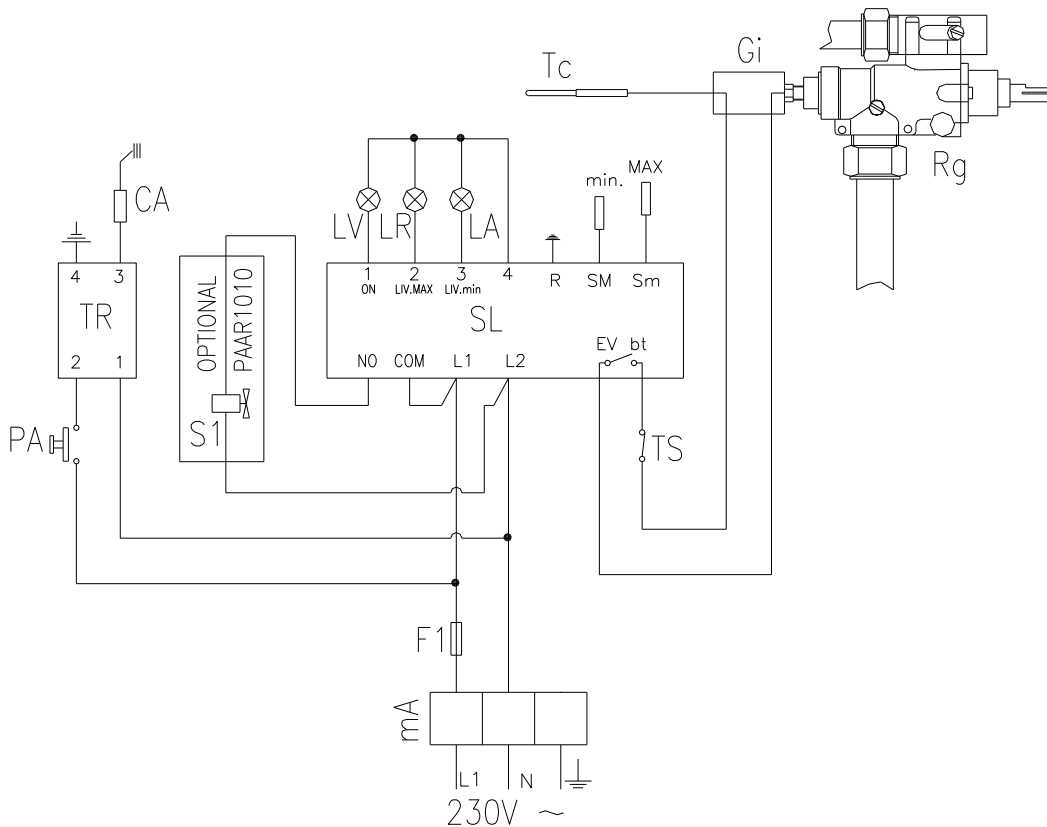 Tc
Gi
Rg
CA
min.
MAX
LV
LR
LA
4
3
TR
2
1
OPTIONAL
PAAR1010
S1
1
2
3
4
R
SM
Sm
ON
LIV.MAX
LIV.min
SL
NO
COM
L1
L2
EV
bt
PA
TS
F1
mA
L1
N
230V ~